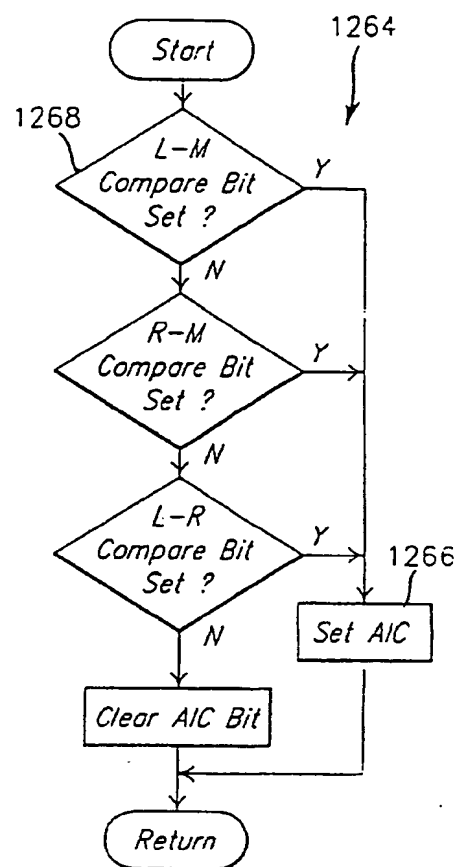 Start
1264
1268
L-M
Compare Bit
Set ?
Y
N
R-M
Compare Bit
Set ?
Y
N
L-R
Compare Bit
Set ?
Y
N
1266
Set AIC
Clear AIC Bit
Return